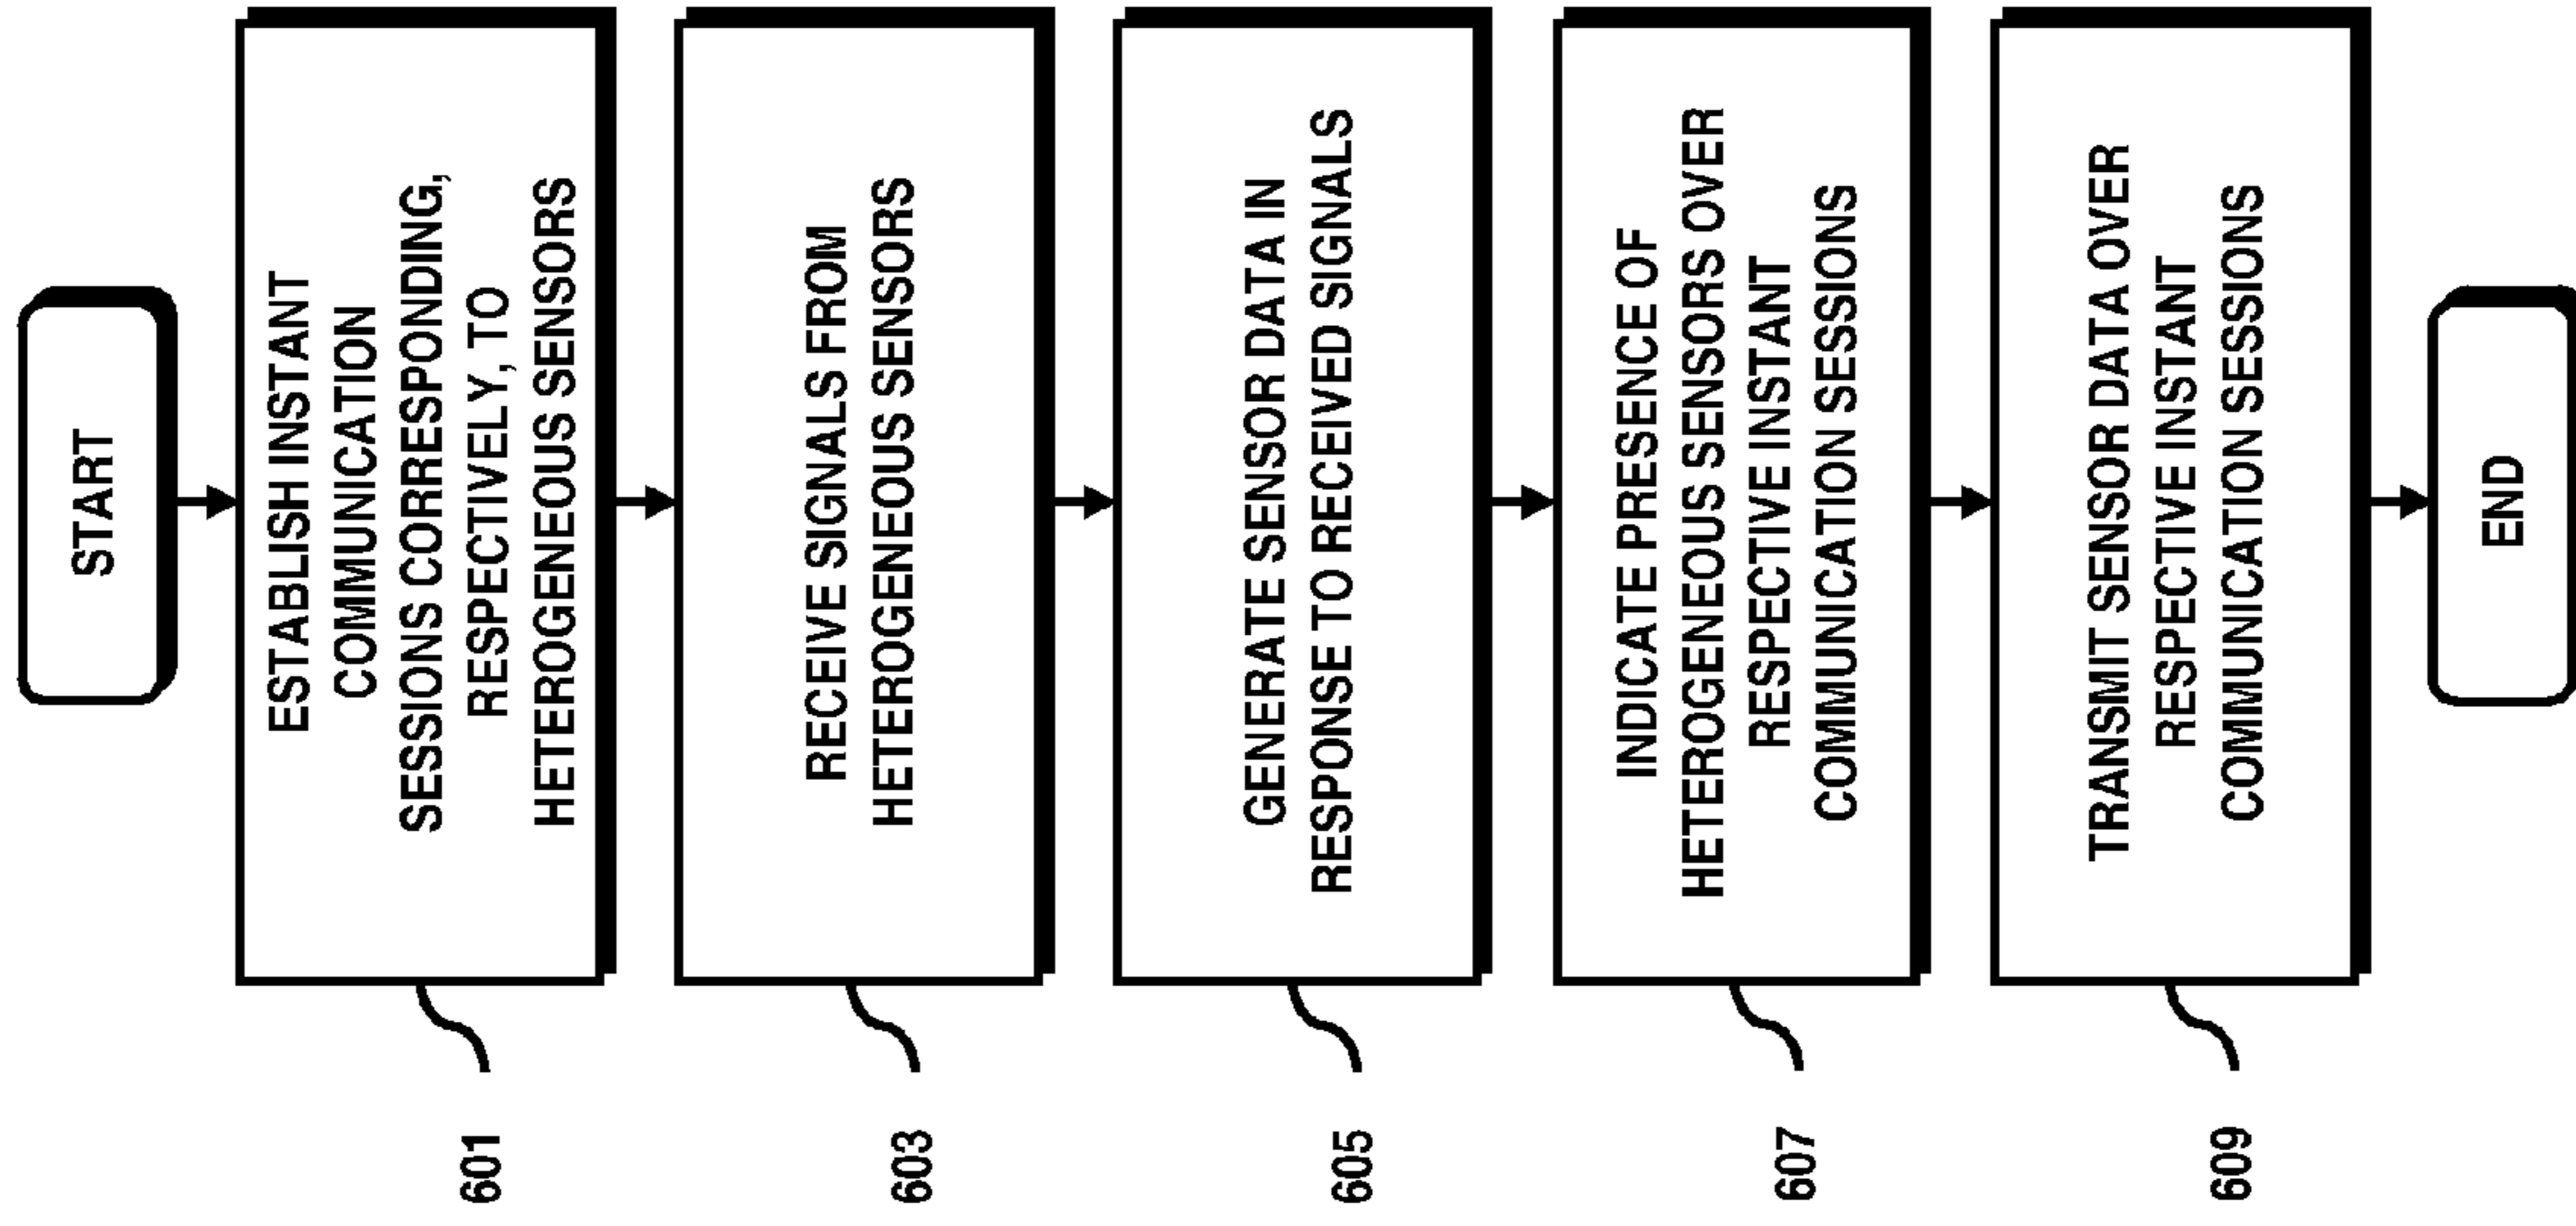 START
ESTABLISH INSTANT
COMMUNICATION
SESSIONS CORRESPONDING,
RESPECTIVELY, TO
HETEROGENEOUS SENSORS
601
RECEIVE SIGNALS FROM
HETEROGENEOUS SENSORS
603
GENERATE SENSOR DATA IN
RESPONSE TO RECEIVED SIGNALS
605
INDICATE PRESENCE OF
HETEROGENEOUS SENSORS OVER
RESPECTIVE INSTANT
COMMUNICATION SESSIONS
607
TRANSMIT SENSOR DATA OVER
RESPECTIVE INSTANT
COMMUNICATION SESSIONS
609
END